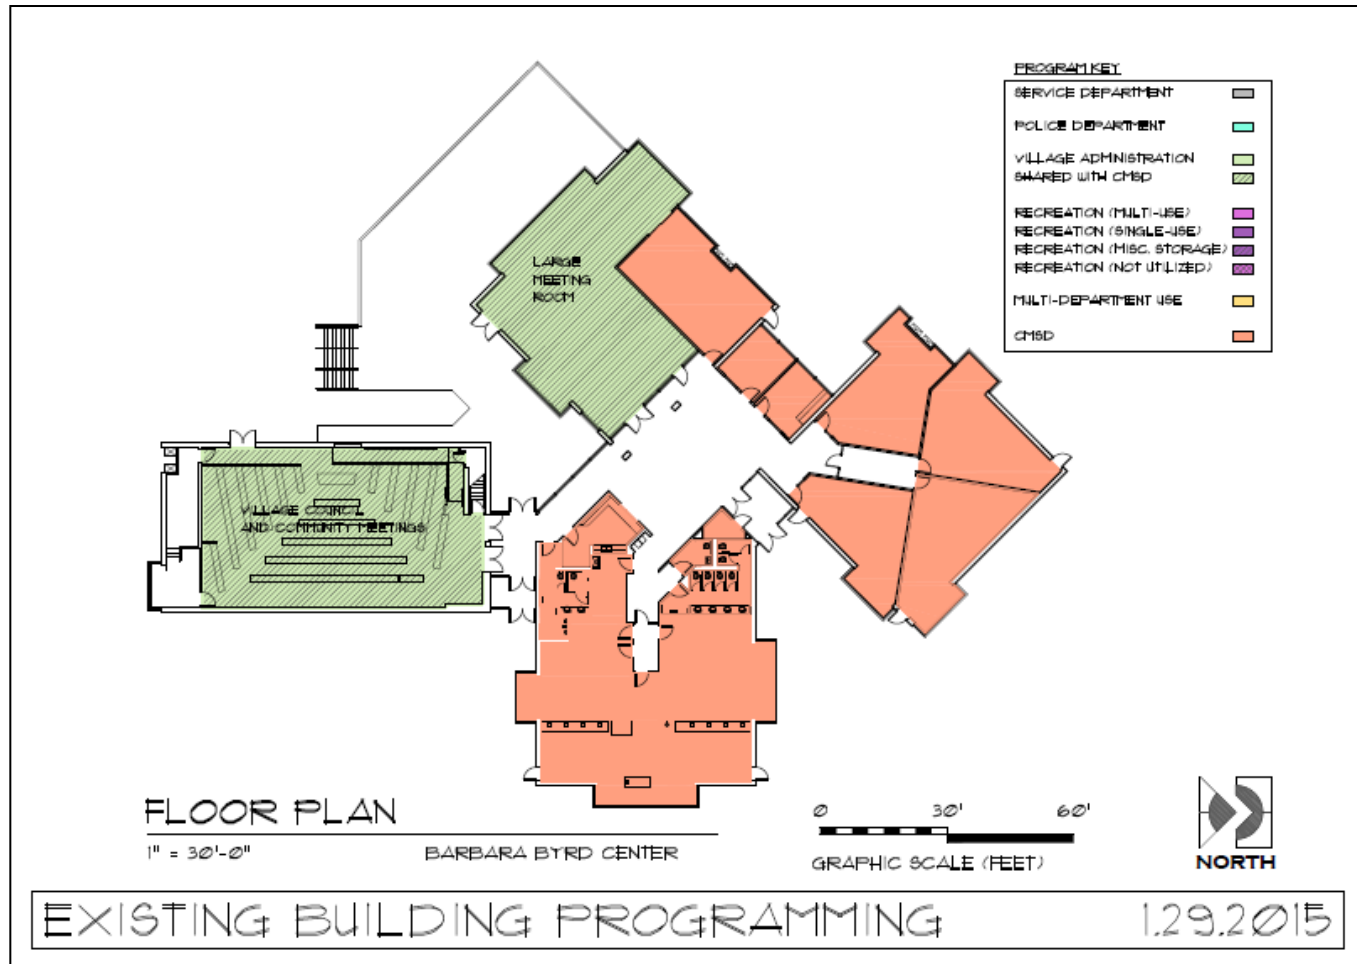 PROGRAM KEY
SERVICE DEPARTMENT
POLICE DEPARTMENT
VILLAGE ADMINISTRATION
SHARED WITH CMSD
RECREATION (MULTI-USE)
RECREATION (SINGLE-USE)
RECREATION (MISC. STORAGE)
RECREATION (NOT UTILIZED)
MULTI-DEPARTMENT USE
CMSD
LARGE
MEETING
ROOM
VILLAGE COUNCIL
AND COMMUNITY MEETINGS
FLOOR PLAN
1" = 30'-0"
BARBARA BYRD CENTER
0 30' 60'
GRAPHIC SCALE (FEET)
NORTH
EXISTING BUILDING PROGRAMMING 1.29.2015